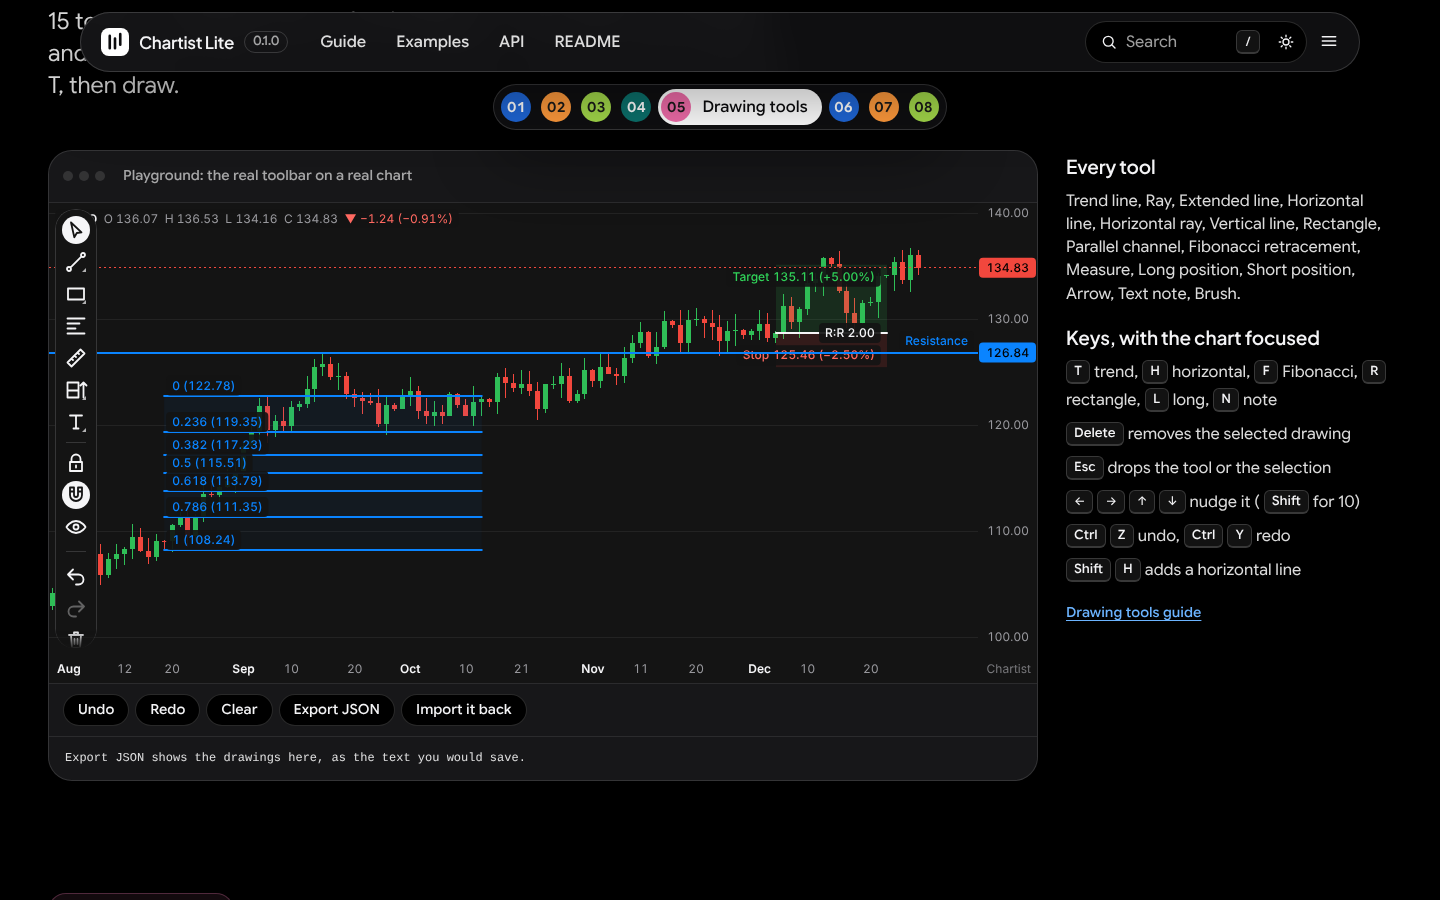 15 to
and
T, then draw.
Chartist Lite 0.1.0 Guide Examples API README Search /
01 02 03 04 05 Drawing tools 06 07 08
Playground: the real toolbar on a real chart
O 136.07 H 136.53 L 134.16 C 134.83 ▼ −1.24 (−0.91%)
140.00
134.83
130.00
126.84
120.00
110.00
100.00
Target 135.11 (+5.00%)
R:R 2.00
Resistance
Stop 125.46 (−2.50%)
0 (122.78)
0.236 (119.35)
0.382 (117.23)
0.5 (115.51)
0.618 (113.79)
0.786 (111.35)
1 (108.24)
Aug 12 20 Sep 10 20 Oct 10 21 Nov 11 20 Dec 10 20 Chartist
Undo Redo Clear Export JSON Import it back
Export JSON shows the drawings here, as the text you would save.
Every tool
Trend line, Ray, Extended line, Horizontal
line, Horizontal ray, Vertical line, Rectangle,
Parallel channel, Fibonacci retracement,
Measure, Long position, Short position,
Arrow, Text note, Brush.
Keys, with the chart focused
T trend, H horizontal, F Fibonacci, R
rectangle, L long, N note
Delete removes the selected drawing
Esc drops the tool or the selection
← → ↑ ↓ nudge it ( Shift for 10)
Ctrl Z undo, Ctrl Y redo
Shift H adds a horizontal line
Drawing tools guide